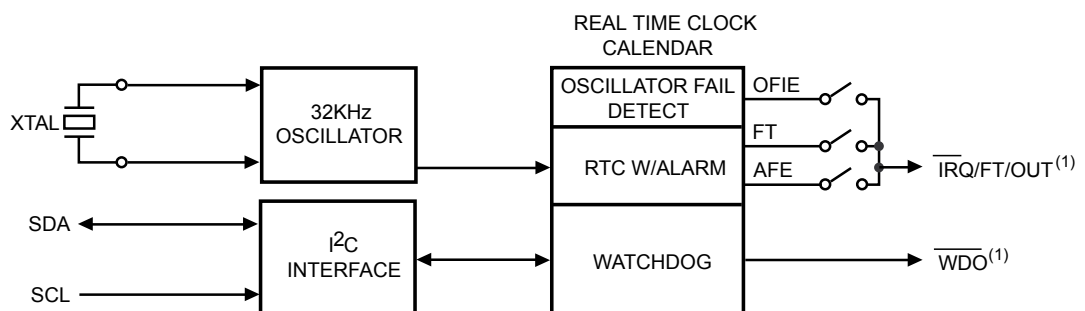 REAL TIME CLOCK
CALENDAR
XTAL
32KHz
OSCILLATOR
OSCILLATOR FAIL
DETECT
OFIE
RTC W/ALARM
FT
AFE
IRQ/FT/OUT(1)
SDA
SCL
I2C
INTERFACE
WATCHDOG
WDO(1)